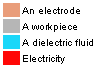 An electrode
A workpiece
A dielectric fluid
Electricity